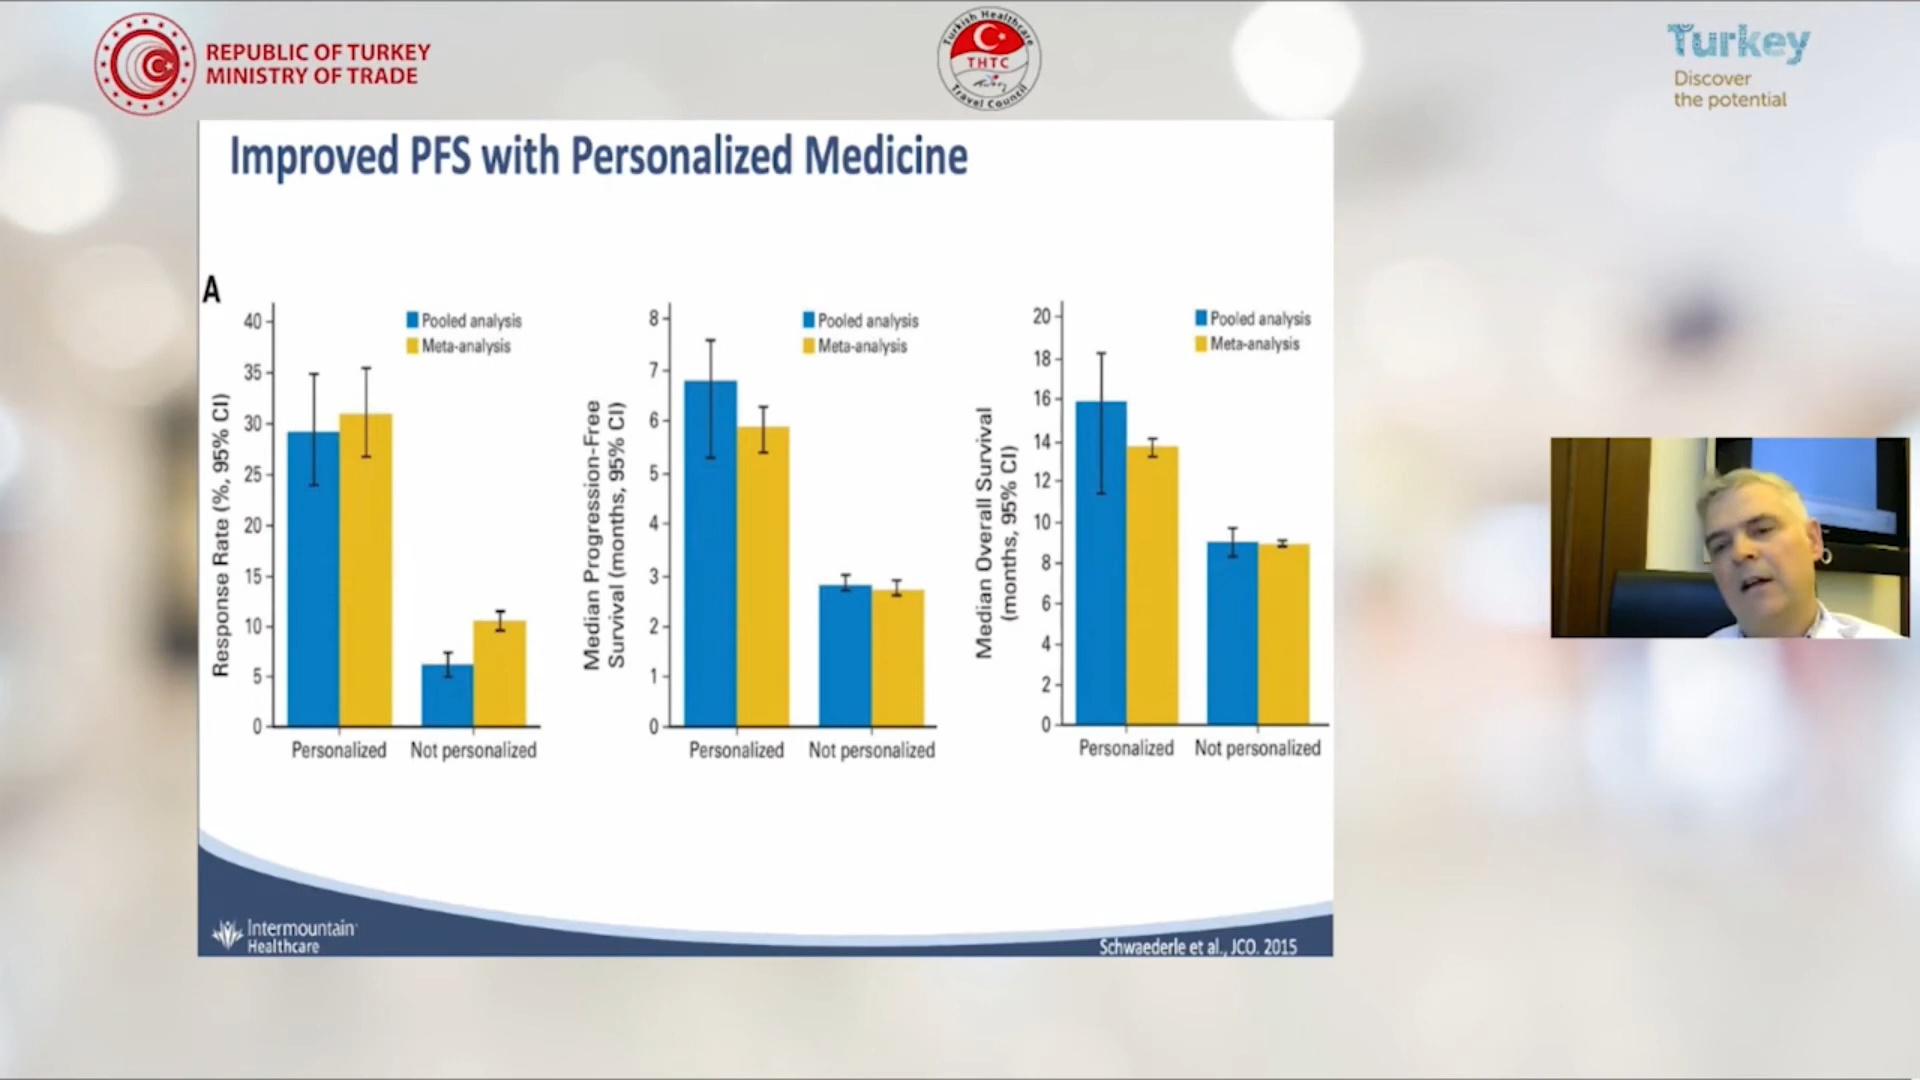 REPUBLIC OF TURKEY
MINISTRY OF TRADE
Turkish Healthcare
THTC
Travel Council
Turkey
Discover
the potential
Improved PFS with Personalized Medicine
A
Response Rate (%, 95% CI)
40
35
30
25
20
15
10
5
0
Pooled analysis
Meta-analysis
Personalized
Not personalized
Median Progression-Free
Survival (months, 95% CI)
8
7
6
5
4
3
2
1
0
Pooled analysis
Meta-analysis
Personalized
Not personalized
Median Overall Survival
(months, 95% CI)
20
18
16
14
12
10
8
6
4
2
0
Pooled analysis
Meta-analysis
Personalized
Not personalized
Intermountain
Healthcare
Schwaederle et al., JCO. 2015